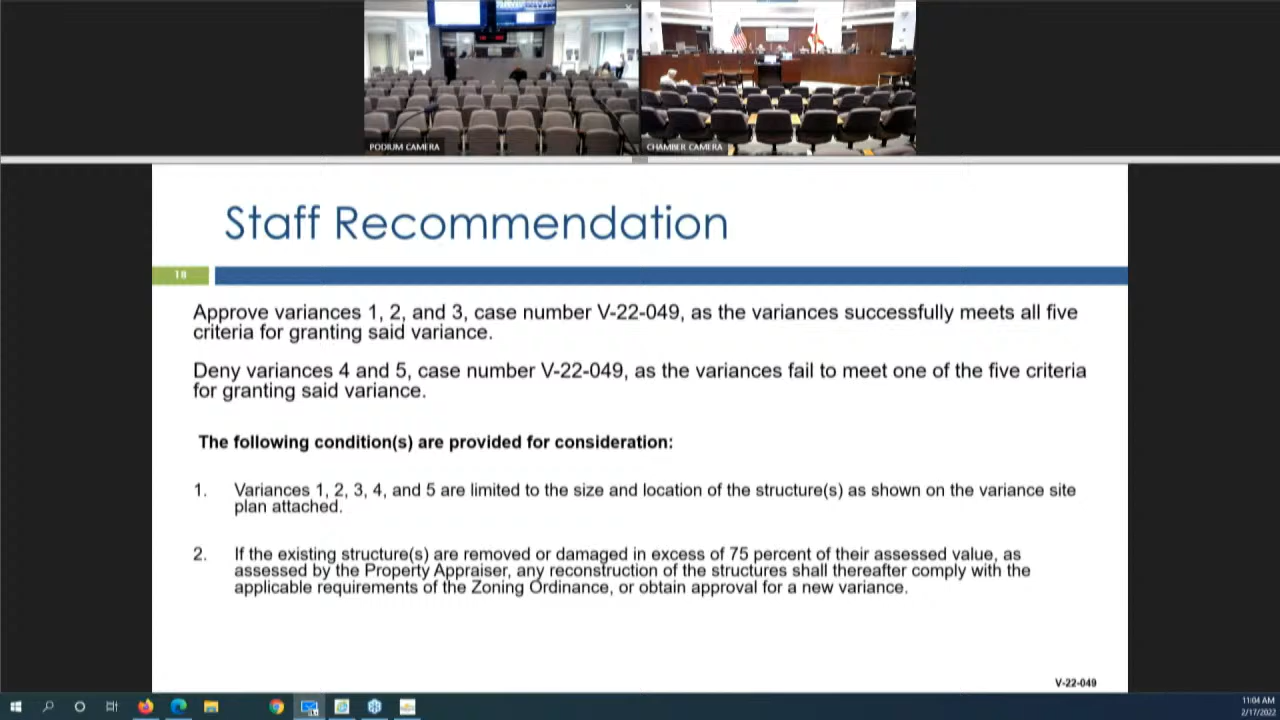 PODIUM CAMERA
CHAMBER CAMERA
Staff Recommendation
18
Approve variances 1, 2, and 3, case number V-22-049, as the variances successfully meets all five
criteria for granting said variance.
Deny variances 4 and 5, case number V-22-049, as the variances fail to meet one of the five criteria
for granting said variance.
The following condition(s) are provided for consideration:
1. Variances 1, 2, 3, 4, and 5 are limited to the size and location of the structure(s) as shown on the variance site
plan attached.
2. If the existing structure(s) are removed or damaged in excess of 75 percent of their assessed value, as
assessed by the Property Appraiser, any reconstruction of the structures shall thereafter comply with the
applicable requirements of the Zoning Ordinance, or obtain approval for a new variance.
V-22-049
11:04 AM
2/17/2022